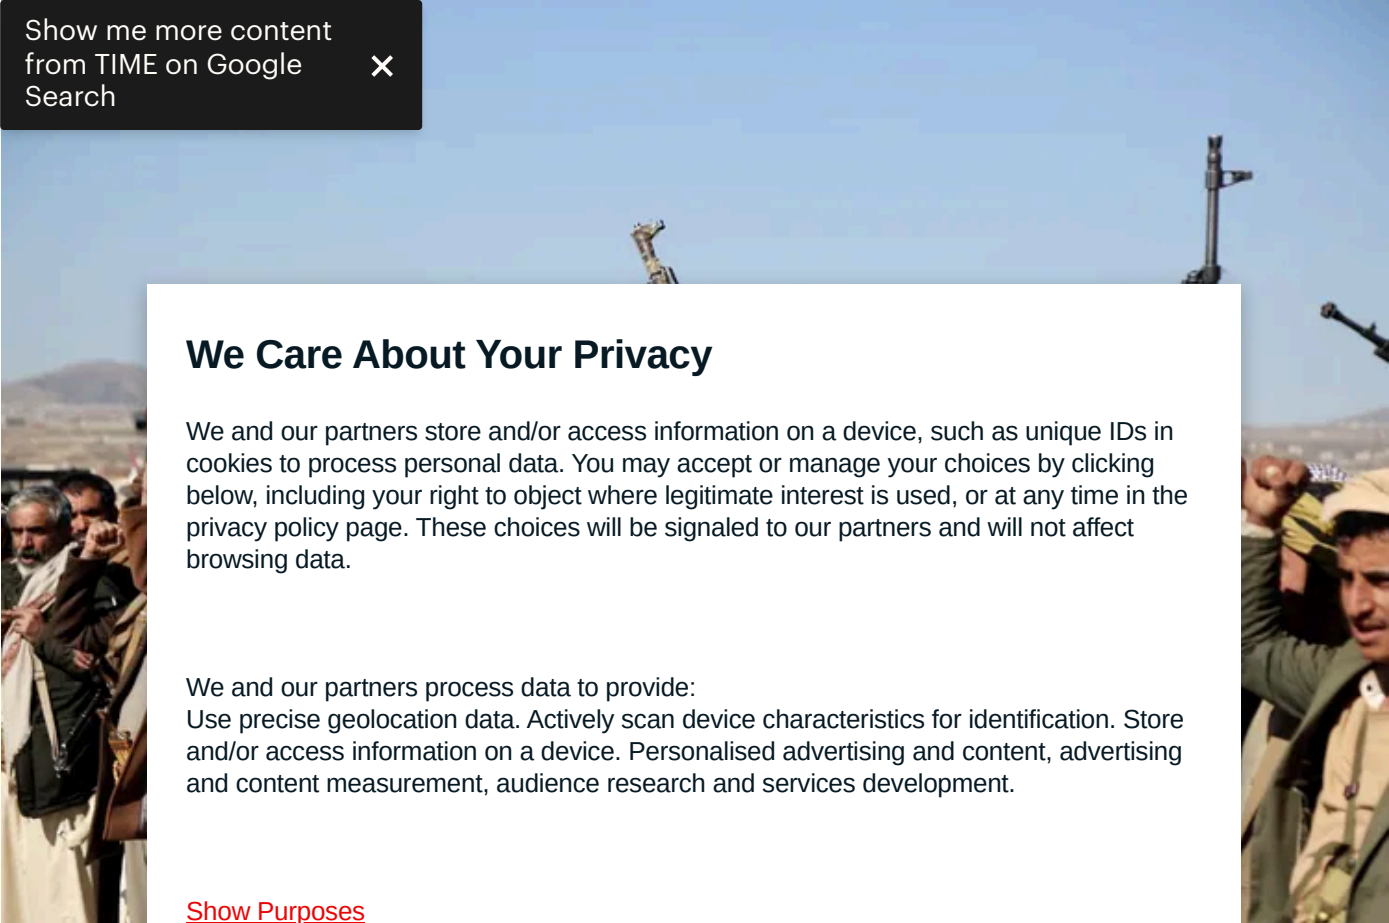 Show me more content
from TIME on Google
Search
We Care About Your Privacy
We and our partners store and/or access information on a device, such as unique IDs in
cookies to process personal data. You may accept or manage your choices by clicking
below, including your right to object where legitimate interest is used, or at any time in the
privacy policy page. These choices will be signaled to our partners and will not affect
browsing data.
We and our partners process data to provide:
Use precise geolocation data. Actively scan device characteristics for identification. Store
and/or access information on a device. Personalised advertising and content, advertising
and content measurement, audience research and services development.
Show Purposes